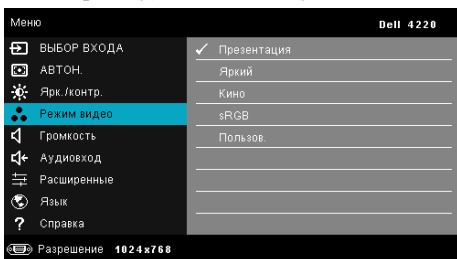 Меню Dell 4220
ВЫБОР ВХОДА
АВТОН.
Ярк./контр.
Режим видео
Громкость
Аудиовход
Расширенные
Язык
? Справка
Презентация
Яркий
Кино
sRGB
Пользов.
Разрешение 1024x768